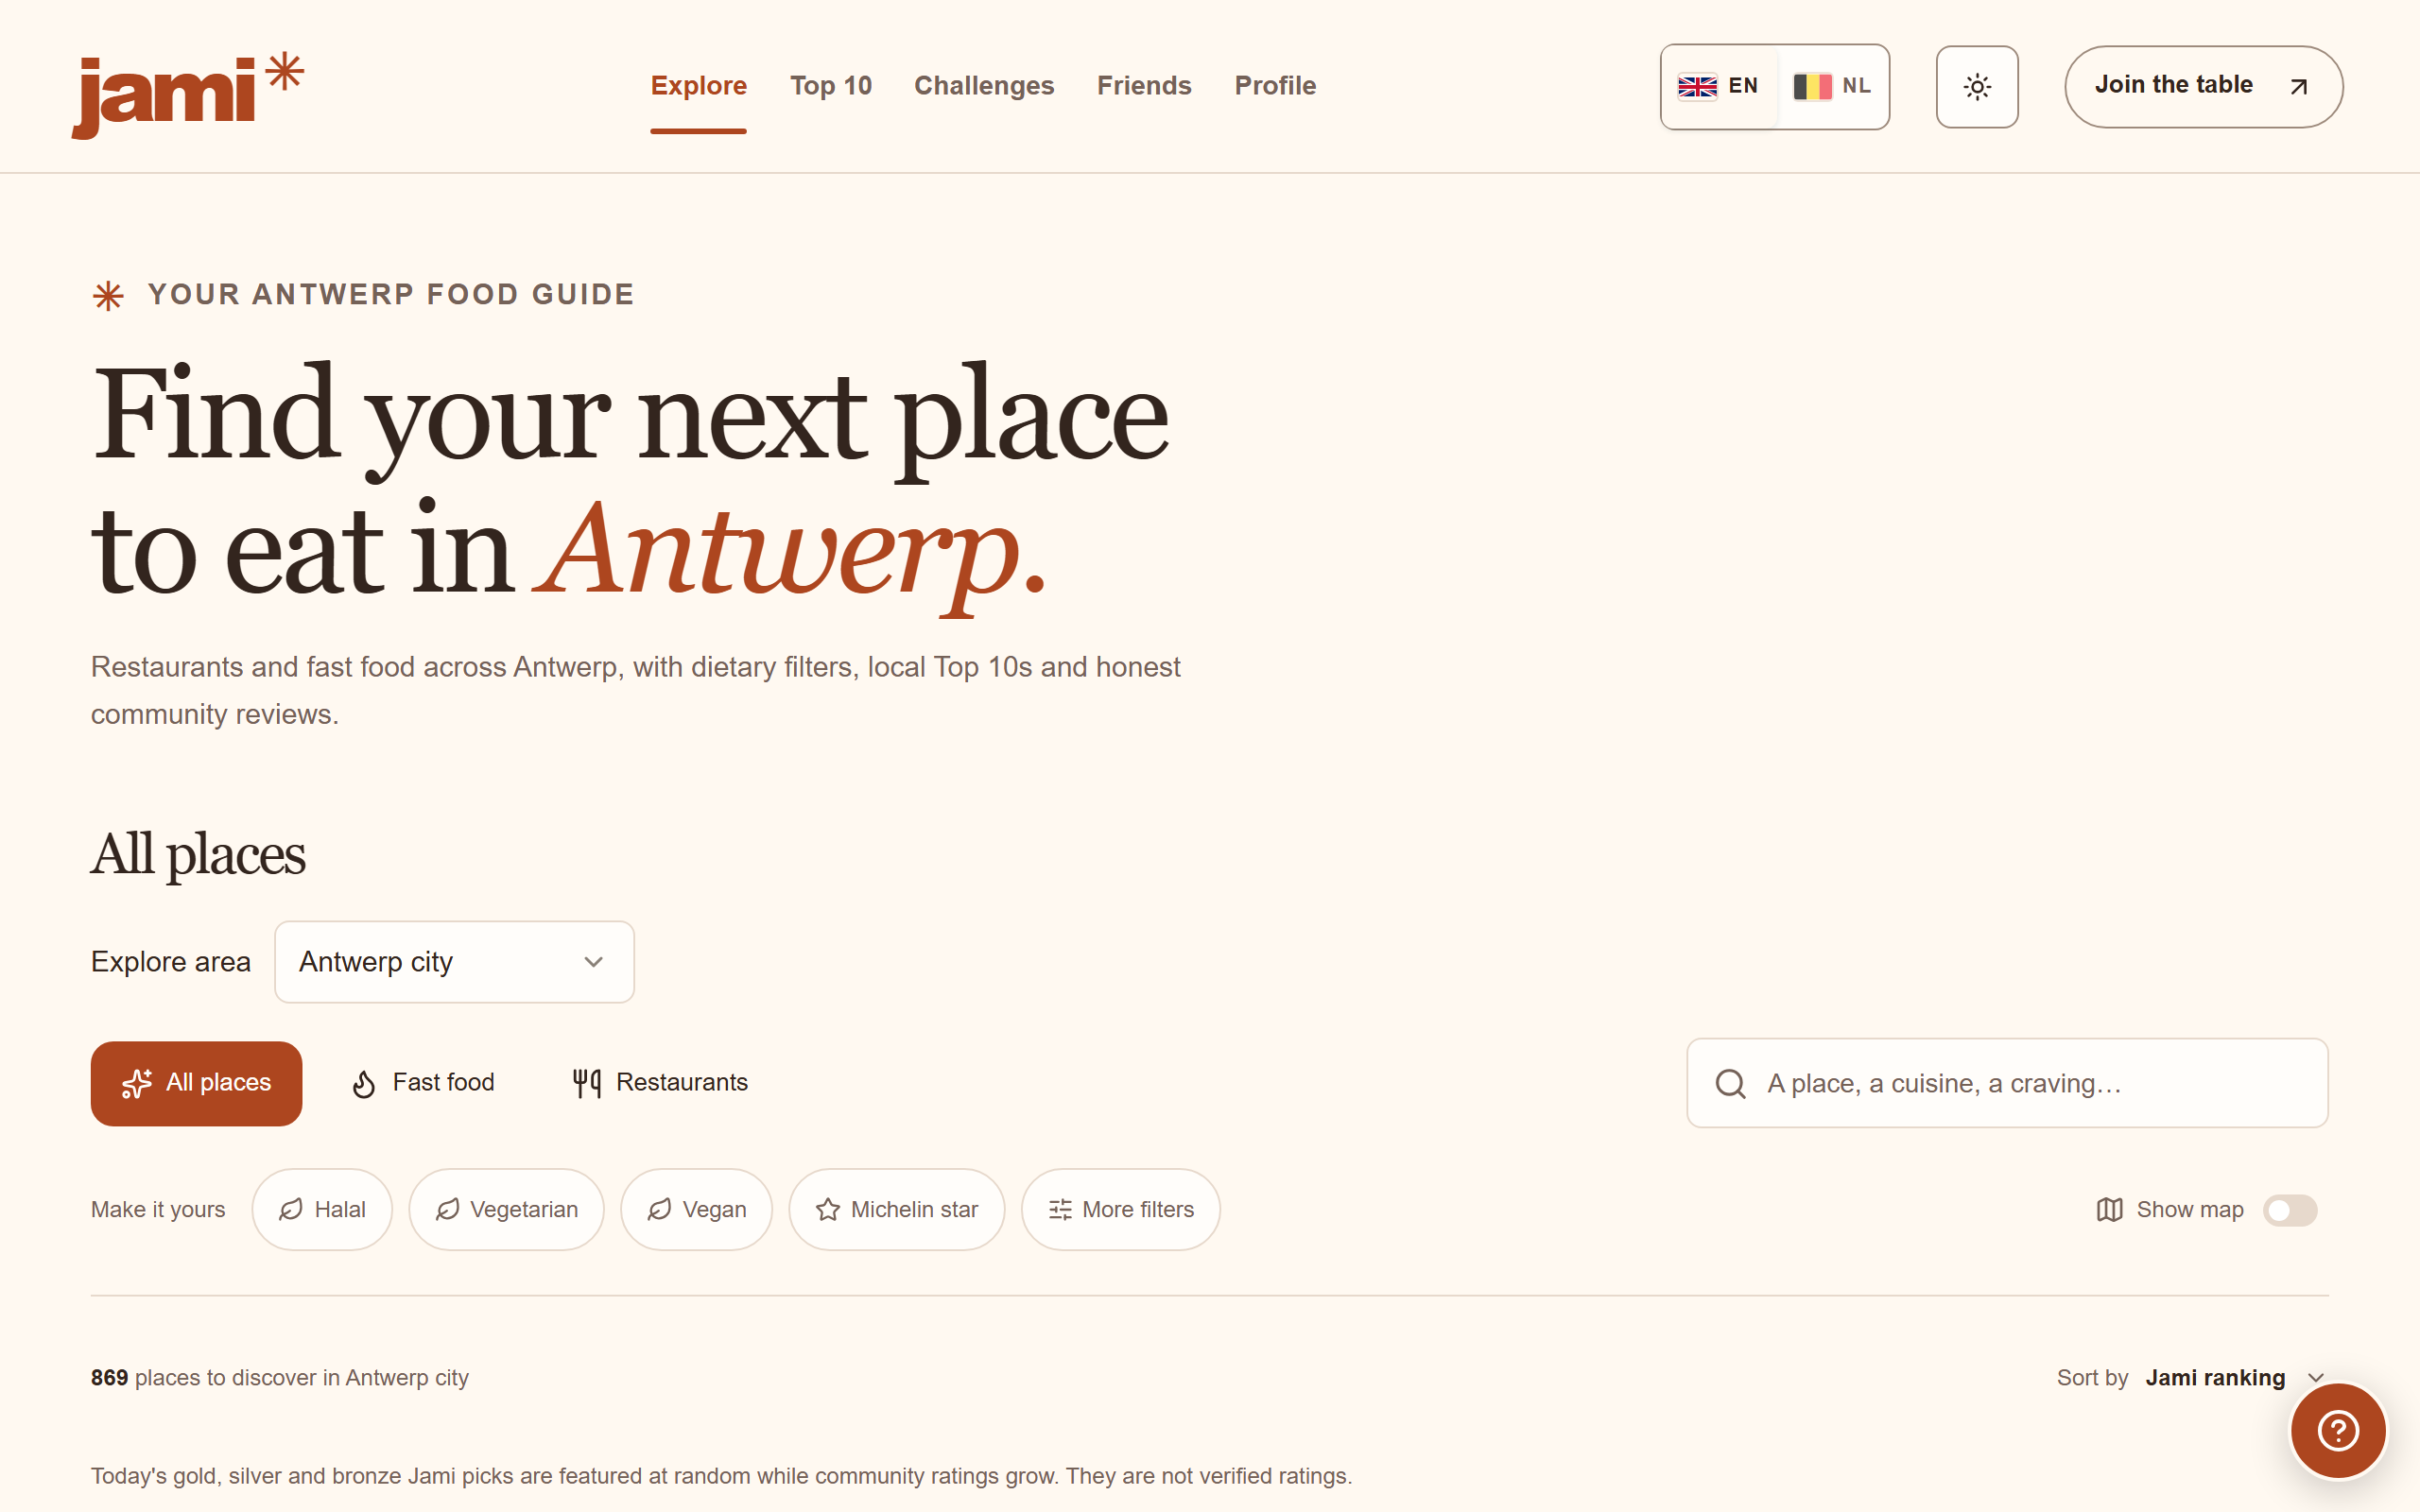 jami
Explore
Top 10
Challenges
Friends
Profile
EN
NL
Join the table
YOUR ANTWERP FOOD GUIDE
Find your next place
to eat in Antwerp.
Restaurants and fast food across Antwerp, with dietary filters, local Top 10s and honest
community reviews.
All places
Explore area
Antwerp city
All places
Fast food
Restaurants
A place, a cuisine, a craving…
Make it yours
Halal
Vegetarian
Vegan
Michelin star
More filters
Show map
869 places to discover in Antwerp city
Sort by Jami ranking
Today's gold, silver and bronze Jami picks are featured at random while community ratings grow. They are not verified ratings.